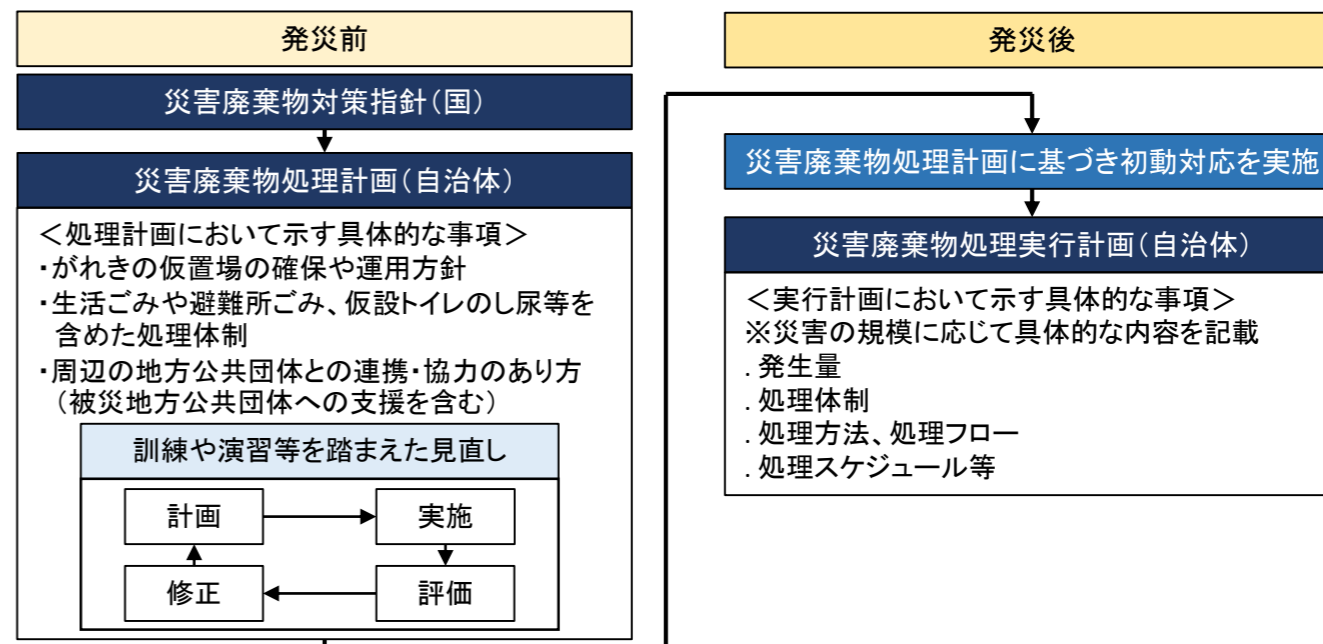 発災前
災害廃棄物対策指針(国)
災害廃棄物処理計画(自治体)
＜処理計画において示す具体的な事項＞
・がれきの仮置場の確保や運用方針
・生活ごみや避難所ごみ、仮設トイレのし尿等を
含めた処理体制
・周辺の地方公共団体との連携・協力のあり方
(被災地方公共団体への支援を含む)
訓練や演習等を踏まえた見直し
計画
実施
修正
評価
発災後
災害廃棄物処理計画に基づき初動対応を実施
災害廃棄物処理実行計画(自治体)
＜実行計画において示す具体的な事項＞
※災害の規模に応じて具体的な内容を記載
. 発生量
. 処理体制
. 処理方法、処理フロー
. 処理スケジュール等